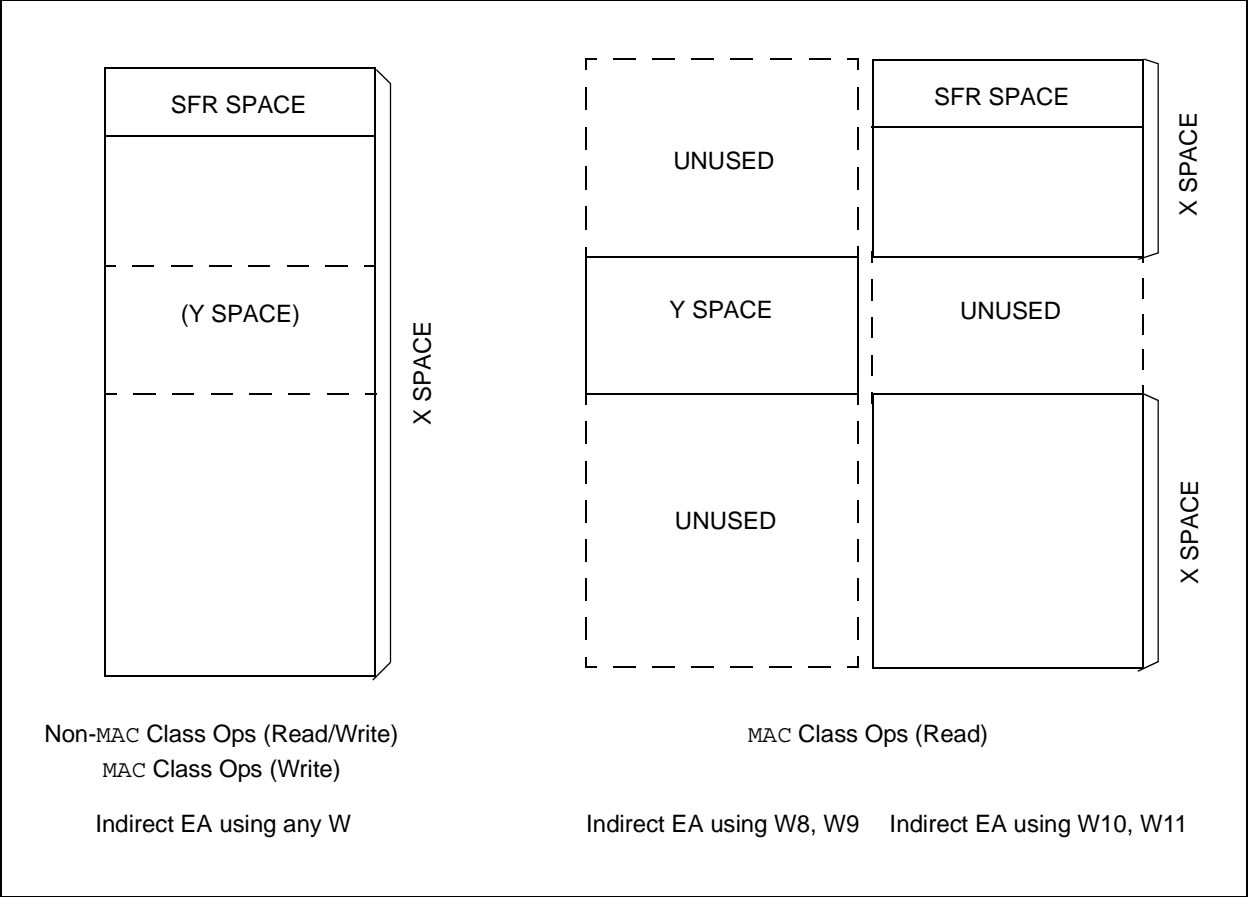 SFR SPACE
(Y SPACE)
X SPACE
Non-MAC Class Ops (Read/Write)
MAC Class Ops (Write)
Indirect EA using any W
UNUSED
Y SPACE
UNUSED
SFR SPACE
X SPACE
UNUSED
X SPACE
MAC Class Ops (Read)
Indirect EA using W8, W9
Indirect EA using W10, W11